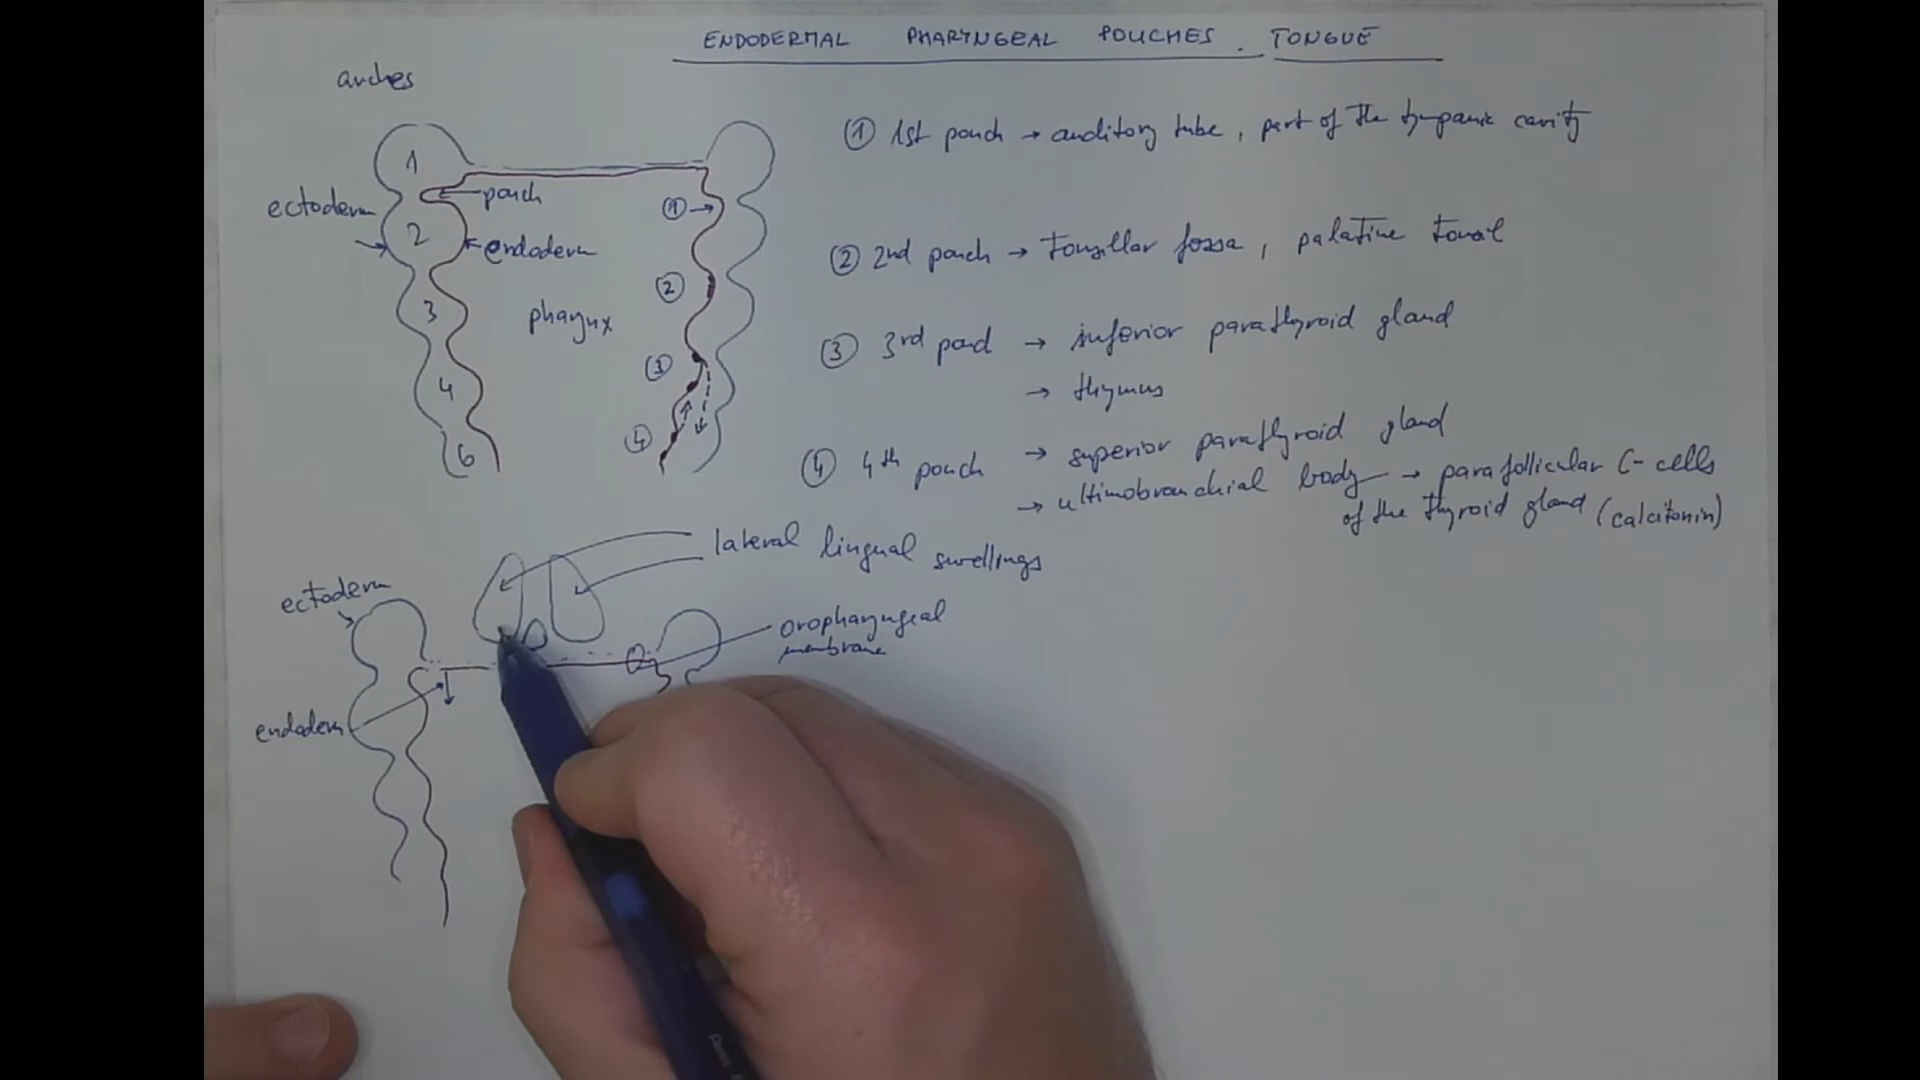 ENDODERMAL PHARYNGEAL POUCHES. TONGUE
arches
1
ectoderm
pouch
2
endoderm
3
pharynx
4
6
①
②
③
④
① 1st pouch → auditory tube, part of the tympanic cavity
② 2nd pouch → tonsillar fossa, palatine tonsil
③ 3rd pouch → inferior parathyroid gland
→ thymus
④ 4th pouch → superior parathyroid gland
→ ultimobranchial body → parafollicular C-cells
of the thyroid gland (calcitonin)
lateral lingual swellings
ectoderm
oropharyngeal
membrane
endoderm